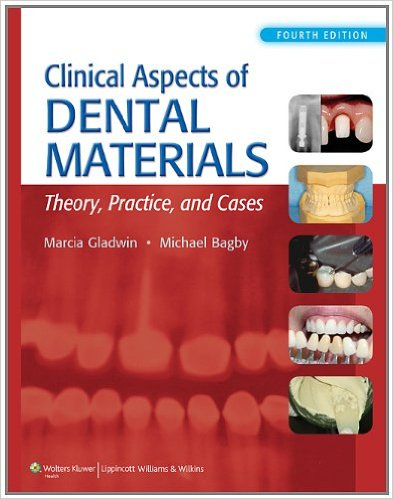 FOURTH EDITION
Clinical Aspects of
DENTAL
MATERIALS
Theory, Practice, and Cases
Marcia Gladwin • Michael Bagby
Wolters Kluwer | Lippincott Williams & Wilkins
Health